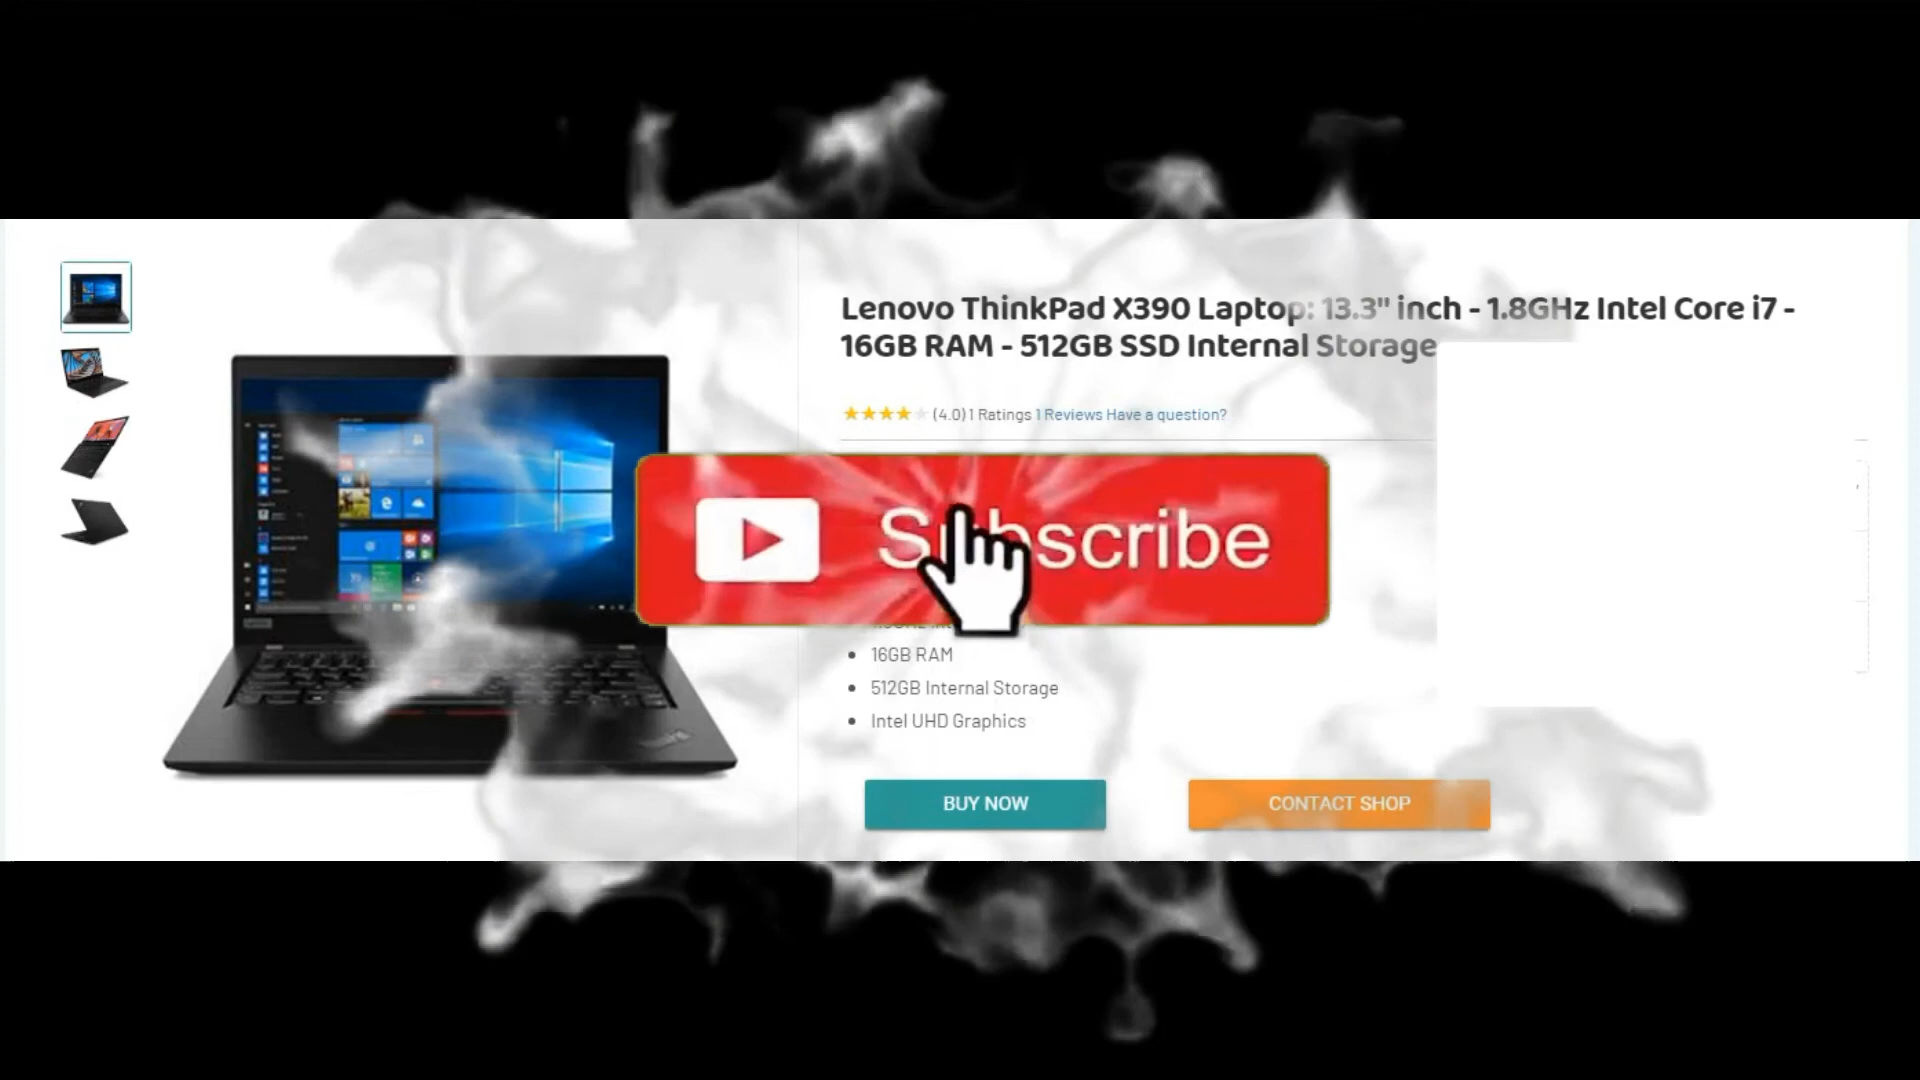 Lenovo ThinkPad X390 Laptop: 13.3" inch - 1.8GHz Intel Core i7 -
16GB RAM - 512GB SSD Internal Storage
(4.0) 1 Ratings 1 Reviews Have a question?
Subscribe
16GB RAM
512GB Internal Storage
Intel UHD Graphics
BUY NOW
CONTACT SHOP